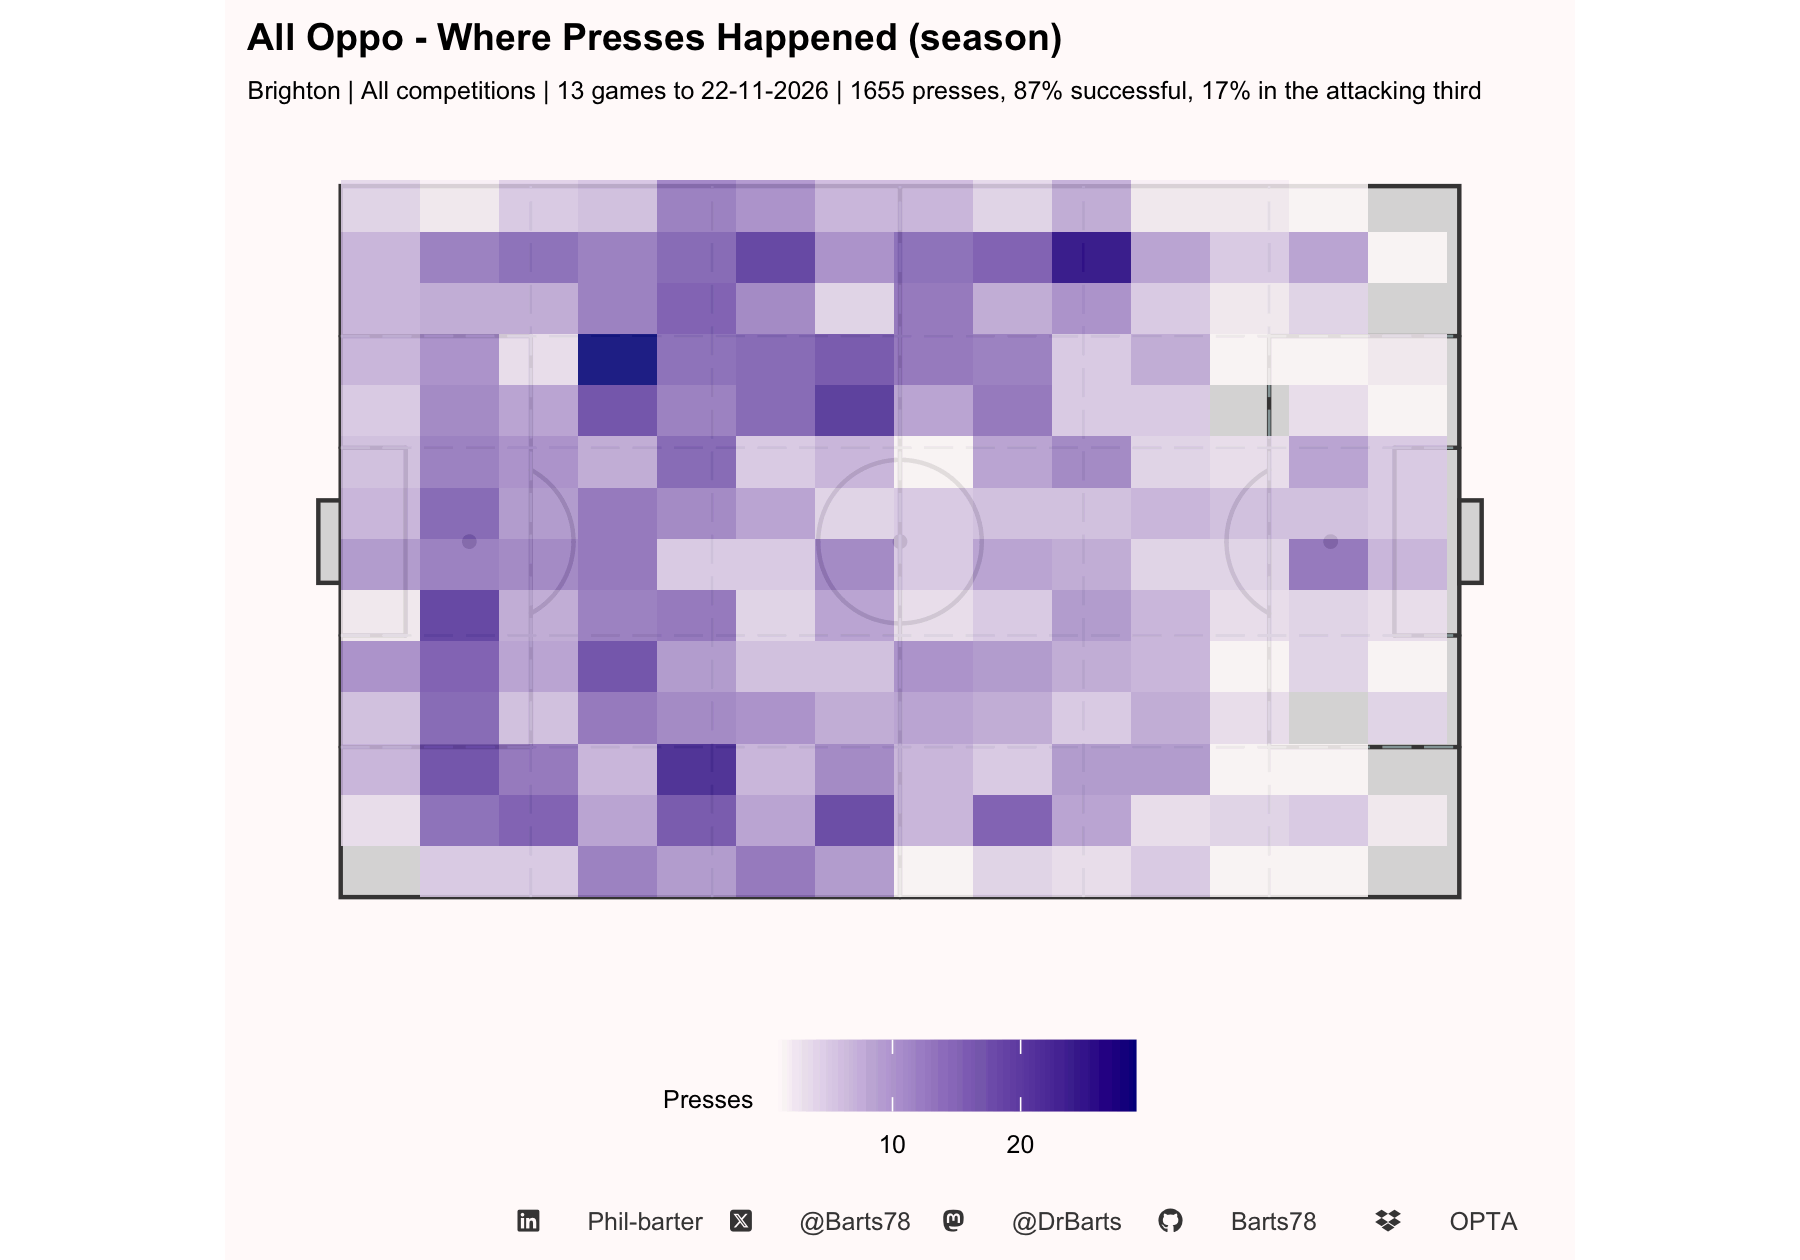 All Oppo - Where Presses Happened (season)
Brighton | All competitions | 13 games to 22-11-2026 | 1655 presses, 87% successful, 17% in the attacking third
Presses
10 20
Phil-barter @Barts78 @DrBarts Barts78 OPTA